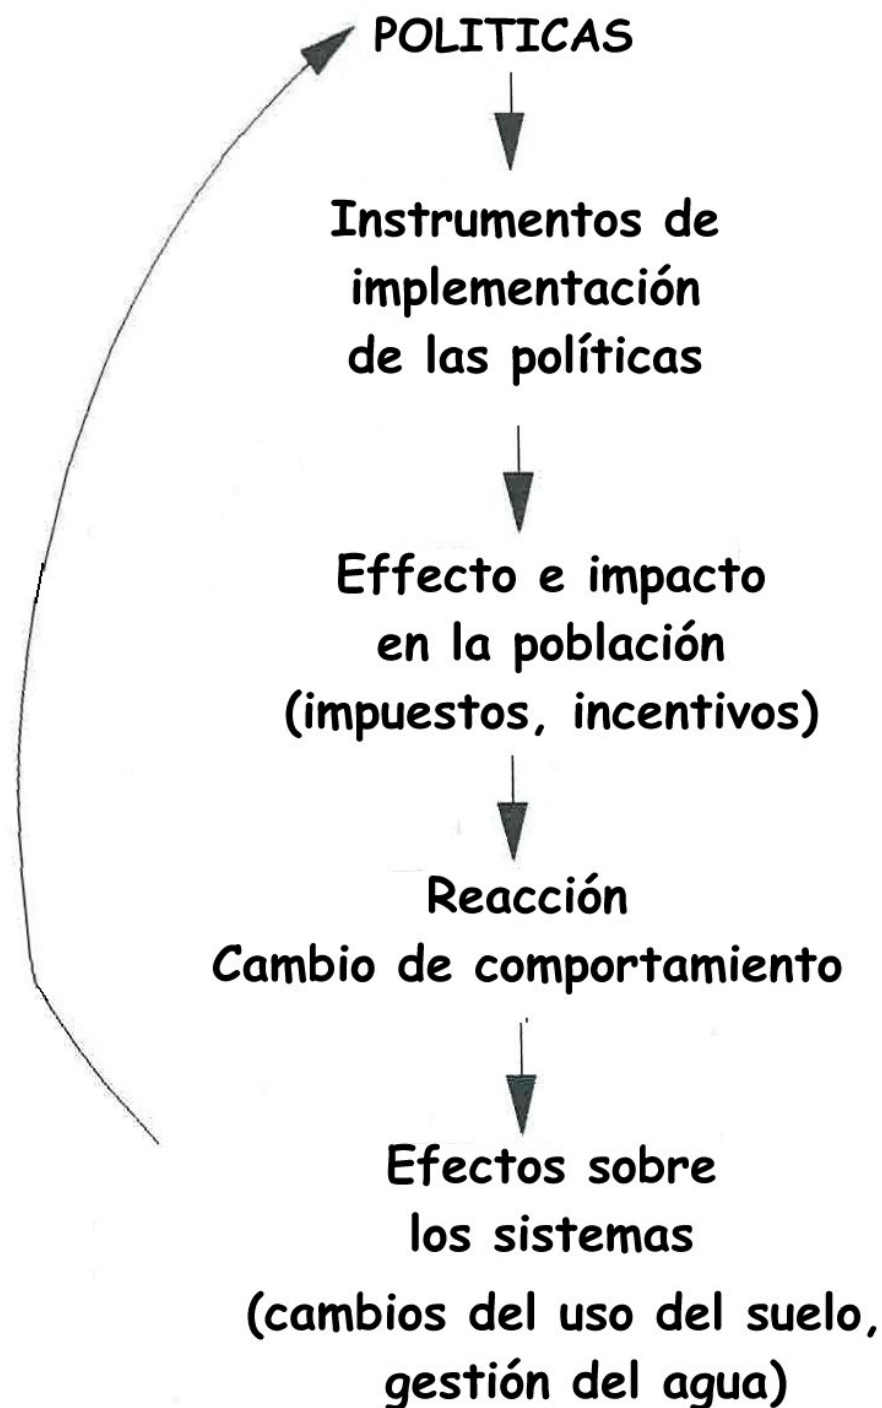 POLITICAS
Instrumentos de
implementación
de las políticas
Effecto e impacto
en la población
(impuestos, incentivos)
Reacción
Cambio de comportamiento
Efectos sobre
los sistemas
(cambios del uso del suelo,
gestión del agua)